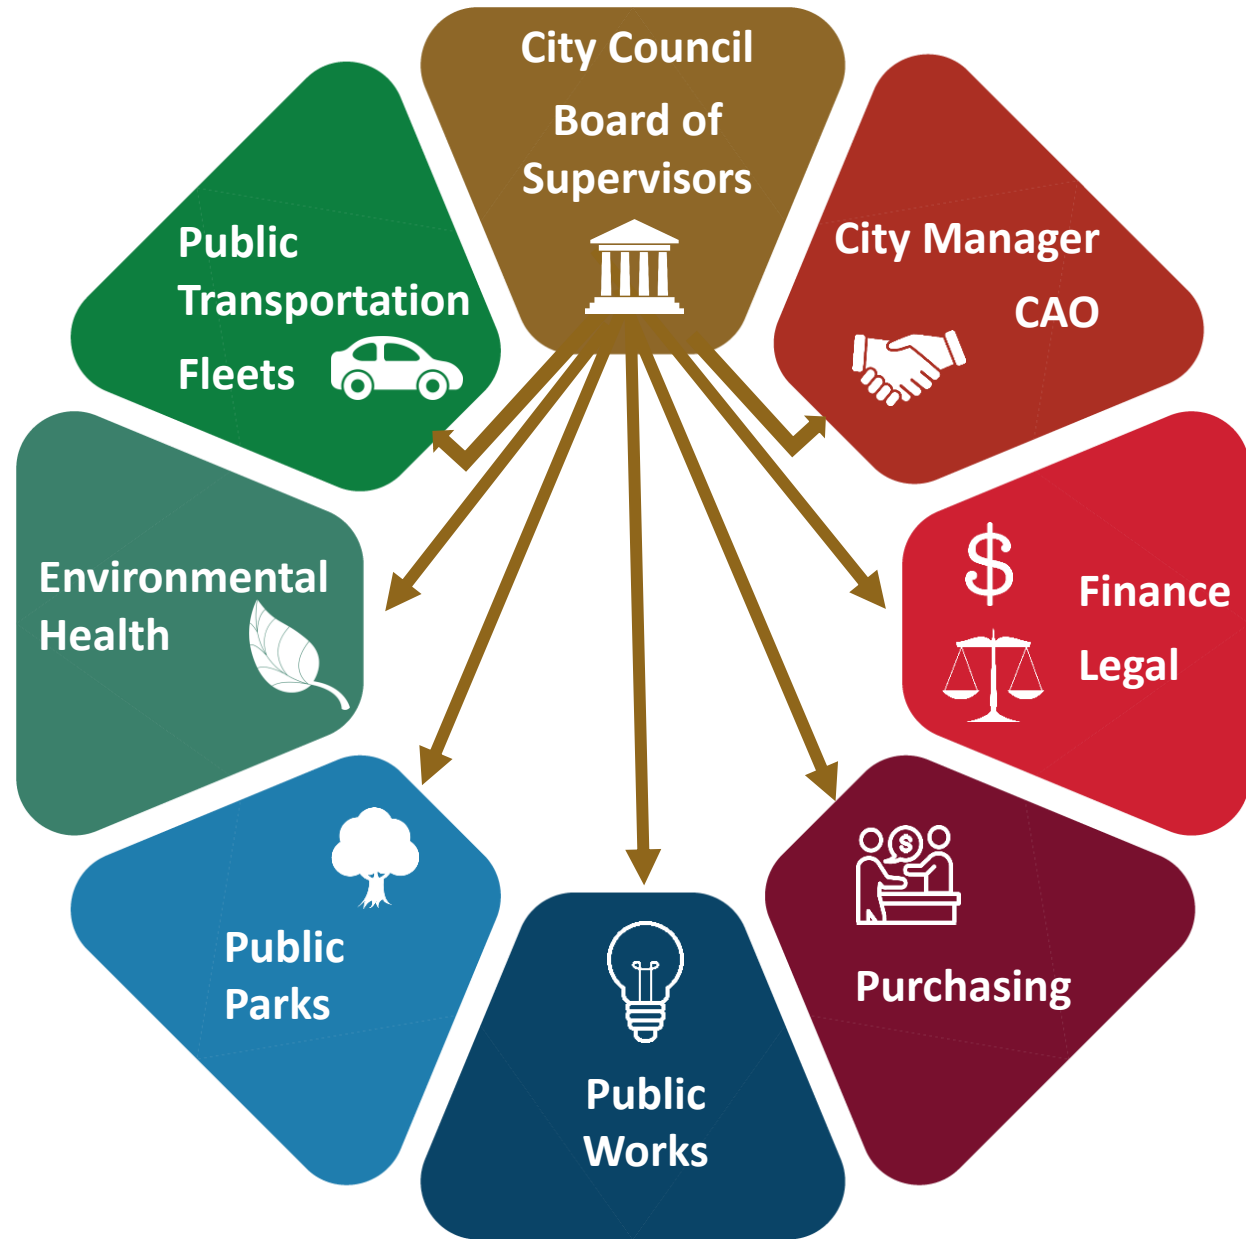 City Council
Board of
Supervisors
City Manager
CAO
$
Finance
Legal
$
Purchasing
Public
Works
Public
Parks
Environmental
Health
Public
Transportation
Fleets